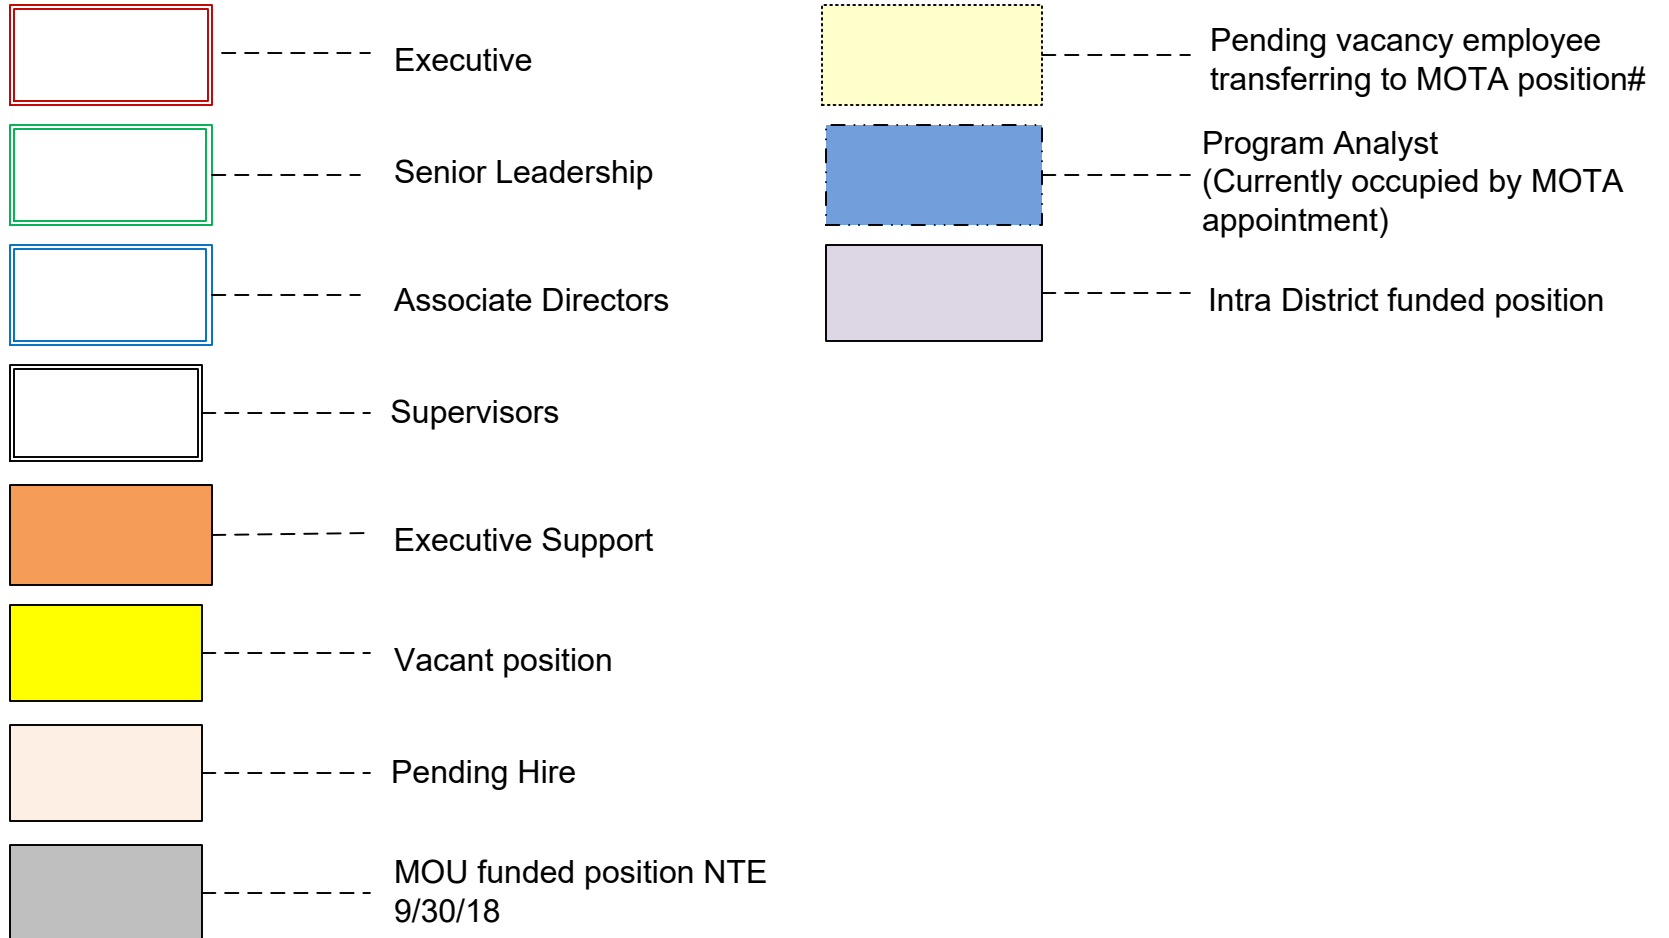 Executive
Senior Leadership
Associate Directors
Supervisors
Executive Support
Vacant position
Pending Hire
MOU funded position NTE
9/30/18
Pending vacancy employee
transferring to MOTA position#
Program Analyst
(Currently occupied by MOTA
appointment)
Intra District funded position